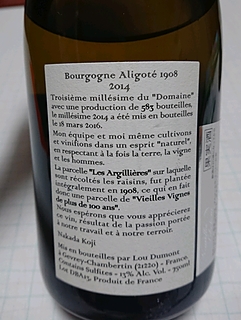 Bourgogne Aligoté 1908
2014
Troisième millésime du "Domaine"
avec une production de 583 bouteilles,
le millésime 2014 a été mis en bouteilles
le 18 mars 2016.
Mon équipe et moi même cultivons
et vinifions dans un esprit "naturel",
en respectant à la fois la terre, la vigne
et les hommes.
La parcelle "Les Argillières" sur laquelle
sont récoltés les raisins, fut plantée
intégralement en 1908, ce qui en fait
donc une parcelle de "Vieilles Vignes
de plus de 100 ans".
Nous espérons que vous apprécierez
ce vin, résultat de la passion portée
à notre travail et à notre terroir.
Nakada Koji
Mis en bouteilles par Lou Dumont
à Gevrey-Chambertin (21220) - France.
Contains Sulfites - 13% Alc. Vol. - 750ml
Lot DBA25. Produit de France